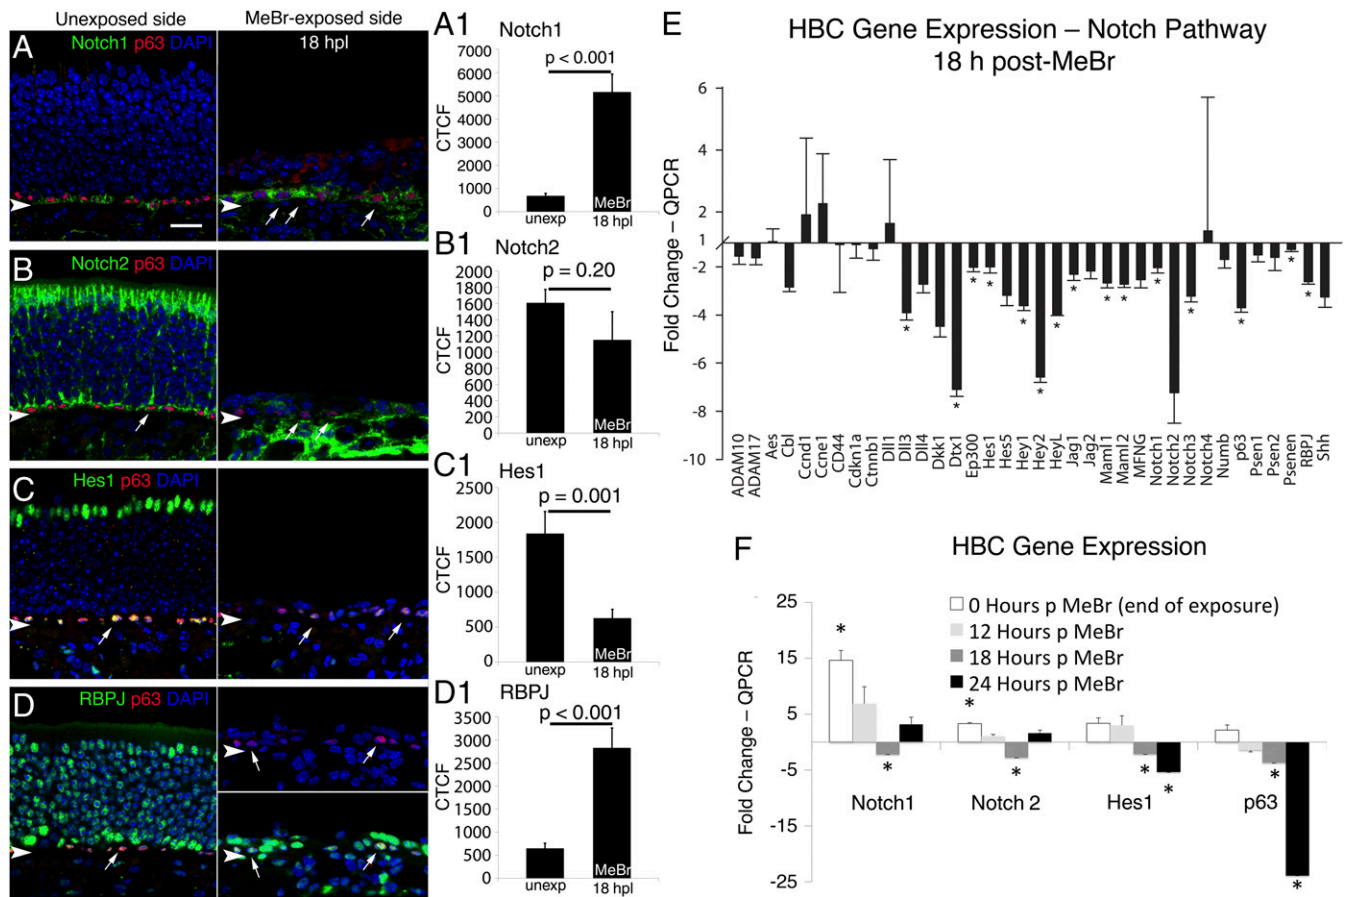 Unexposed side
MeBr-exposed side
A
Notch1 p63 DAPI
18 hpl
B
Notch2 p63 DAPI
C
Hes1 p63 DAPI
D
RBPJ p63 DAPI
A1
Notch1
p < 0.001
CTCF
7000
6000
5000
4000
3000
2000
1000
0
unexp
MeBr
18 hpl
B1
Notch2
p = 0.20
CTCF
2000
1800
1600
1400
1200
1000
800
600
400
200
0
unexp
MeBr
18 hpl
C1
Hes1
p = 0.001
CTCF
2500
2000
1500
1000
500
0
unexp
MeBr
18 hpl
D1
RBPJ
p < 0.001
CTCF
3500
3000
2500
2000
1500
1000
500
0
unexp
MeBr
18 hpl
E
HBC Gene Expression – Notch Pathway
18 h post-MeBr
Fold Change – QPCR
6
4
2
1
-2
-4
-6
-8
-10
* * * * * * * * * * * * * * * * *
ADAM10
ADAM17
Aes
Cbl
Ccnd1
Ccne1
CD44
Cdkn1a
Ctnnb1
Dll1
Dll3
Dll4
Dkk1
Dtx1
Ep300
Hes1
Hes5
Hey1
Hey2
HeyL
Jag1
Jag2
Maml1
Maml2
MFNG
Notch1
Notch2
Notch3
Notch4
Numb
p63
Psen1
Psen2
Psenen
RBPJ
Shh
F
HBC Gene Expression
0 Hours p MeBr (end of exposure)
12 Hours p MeBr
18 Hours p MeBr
24 Hours p MeBr
Fold Change – QPCR
25
15
5
-5
-15
-25
* * * * * * * *
Notch1
Notch 2
Hes1
p63